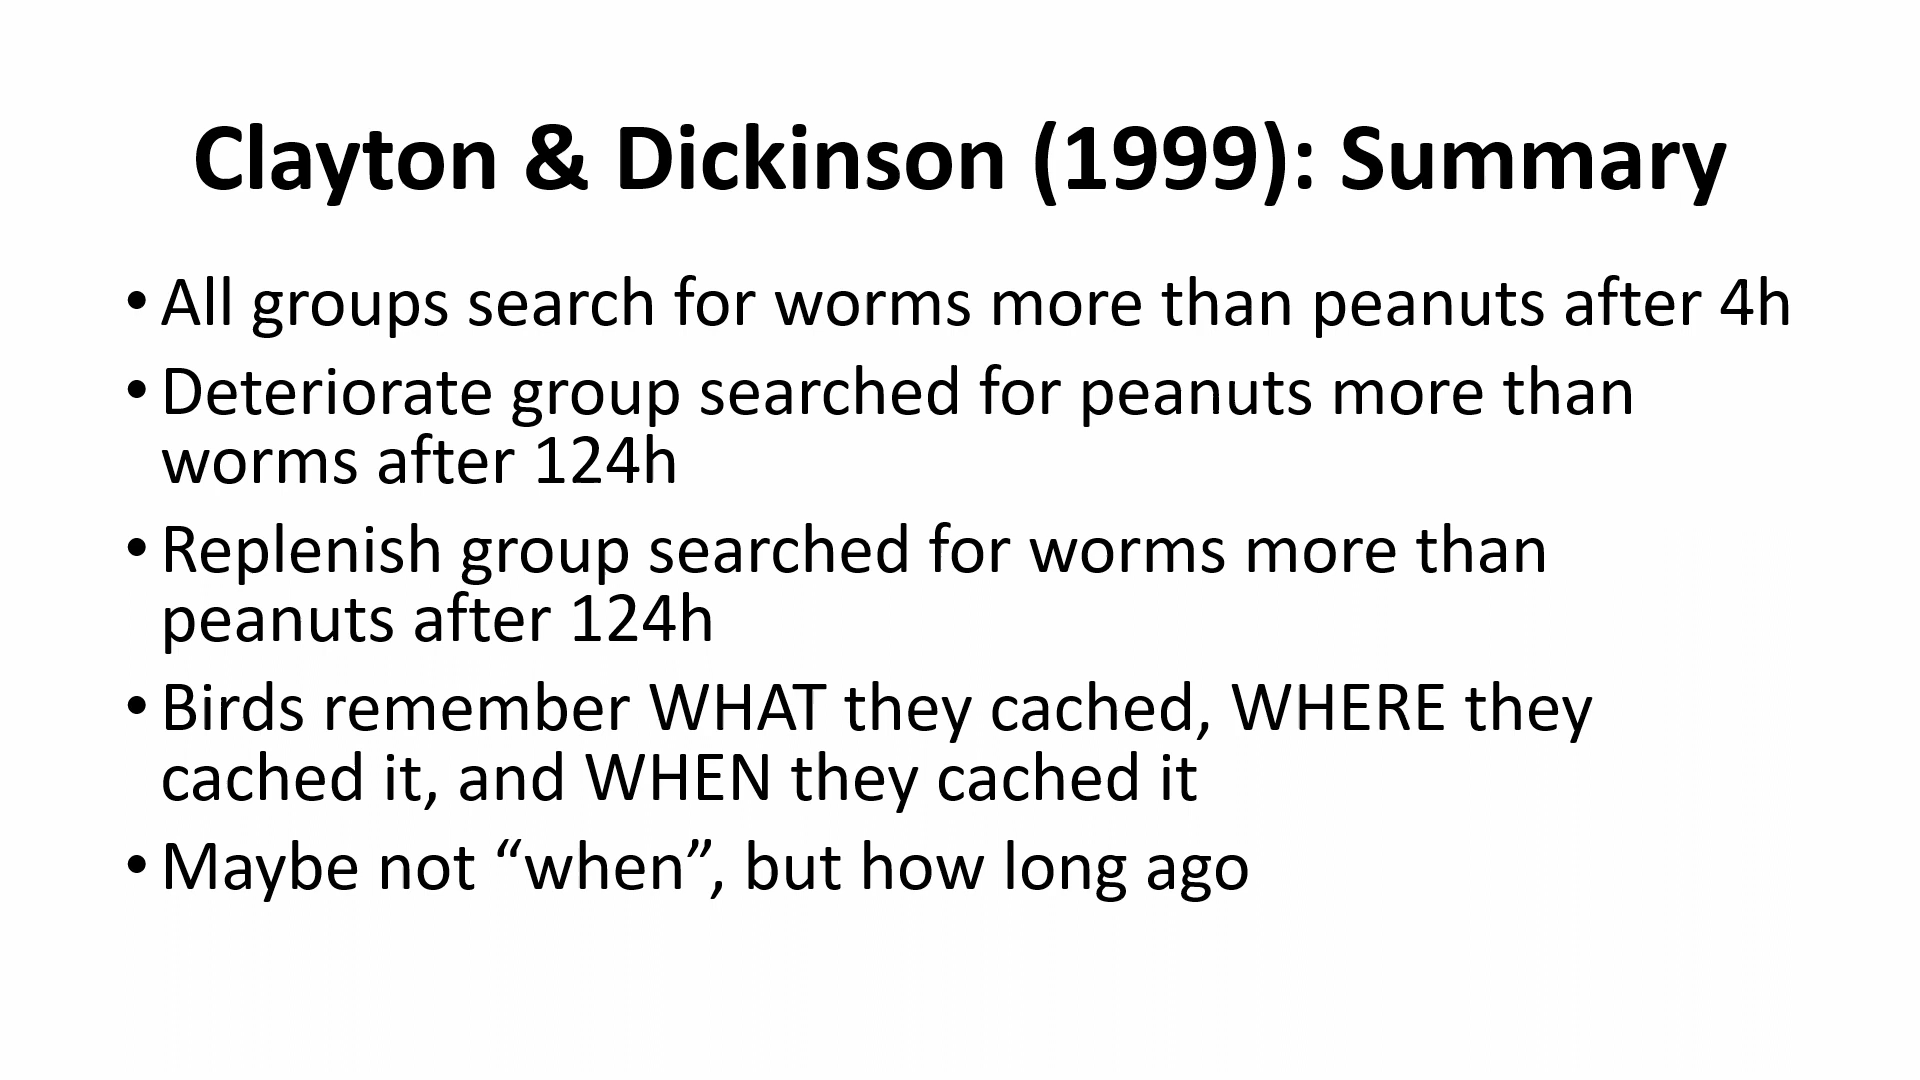 Clayton & Dickinson (1999): Summary
• All groups search for worms more than peanuts after 4h
• Deteriorate group searched for peanuts more than
worms after 124h
• Replenish group searched for worms more than
peanuts after 124h
• Birds remember WHAT they cached, WHERE they
cached it, and WHEN they cached it
• Maybe not “when”, but how long ago